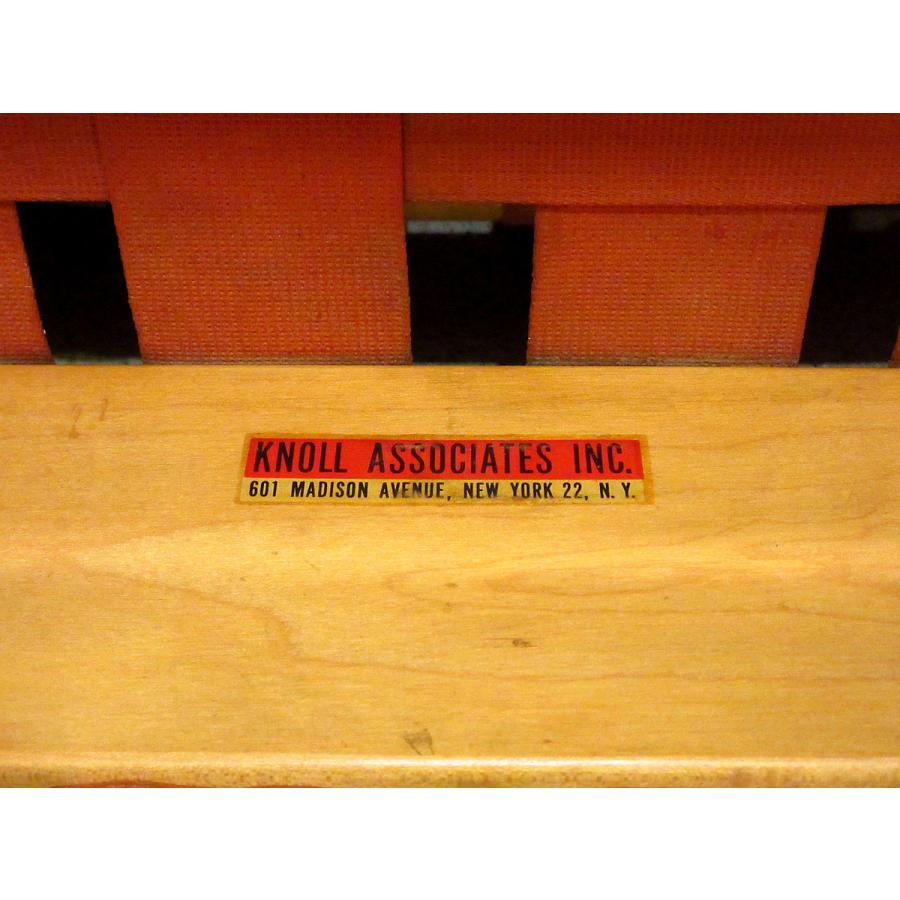 KNOLL ASSOCIATES INC.
601 MADISON AVENUE, NEW YORK 22, N. Y.